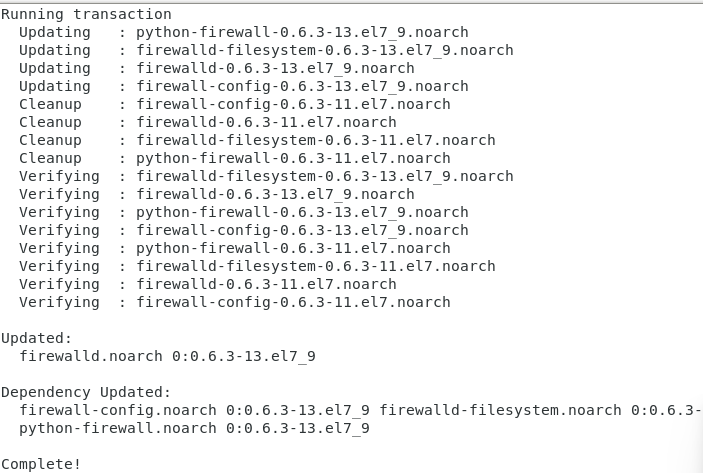 Running transaction
  Updating   : python-firewall-0.6.3-13.el7_9.noarch
  Updating   : firewalld-filesystem-0.6.3-13.el7_9.noarch
  Updating   : firewalld-0.6.3-13.el7_9.noarch
  Updating   : firewall-config-0.6.3-13.el7_9.noarch
  Cleanup    : firewall-config-0.6.3-11.el7.noarch
  Cleanup    : firewalld-0.6.3-11.el7.noarch
  Cleanup    : firewalld-filesystem-0.6.3-11.el7.noarch
  Cleanup    : python-firewall-0.6.3-11.el7.noarch
  Verifying  : firewalld-filesystem-0.6.3-13.el7_9.noarch
  Verifying  : firewalld-0.6.3-13.el7_9.noarch
  Verifying  : python-firewall-0.6.3-13.el7_9.noarch
  Verifying  : firewall-config-0.6.3-13.el7_9.noarch
  Verifying  : python-firewall-0.6.3-11.el7.noarch
  Verifying  : firewalld-filesystem-0.6.3-11.el7.noarch
  Verifying  : firewalld-0.6.3-11.el7.noarch
  Verifying  : firewall-config-0.6.3-11.el7.noarch

Updated:
  firewalld.noarch 0:0.6.3-13.el7_9

Dependency Updated:
  firewall-config.noarch 0:0.6.3-13.el7_9 firewalld-filesystem.noarch 0:0.6.3-
  python-firewall.noarch 0:0.6.3-13.el7_9

Complete!